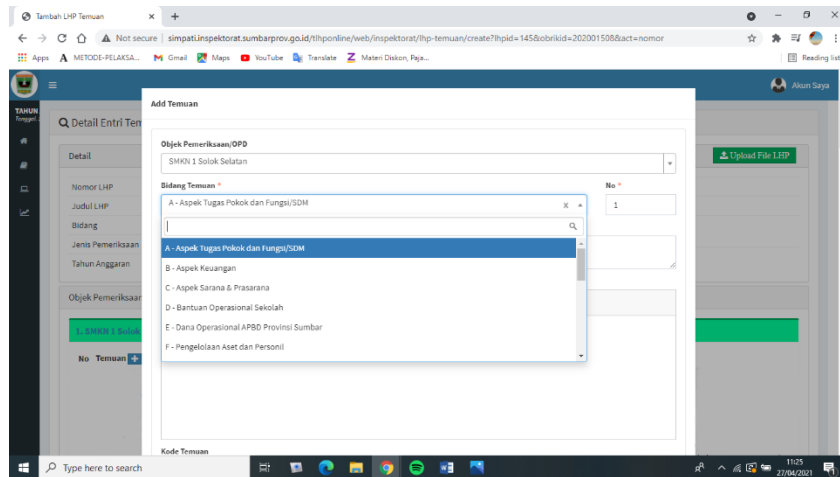 Tambah LHP Temuan
Not secure | simpati.inspektorat.sumbarprov.go.id/tlhponline/web/inspektorat/lhp-temuan/create?lhpid=145&obrikid=202001508&act=nomor
Apps METODE-PELAKSA... Gmail Maps YouTube Translate Materi Diskon, Paja... Reading list
Akun Saya
TAHUN
Add Temuan
Detail Entri Tem
Objek Pemeriksaan/OPD
SMKN 1 Solok Selatan
Detail
Upload File LHP
Bidang Temuan *
No *
Nomor LHP
A - Aspek Tugas Pokok dan Fungsi/SDM
x
1
Judul LHP
Bidang
Jenis Pemeriksaan
A - Aspek Tugas Pokok dan Fungsi/SDM
Tahun Anggaran
B - Aspek Keuangan
C - Aspek Sarana & Prasarana
Objek Pemeriksaan
D - Bantuan Operasional Sekolah
1. SMKN 1 Solok
E - Dana Operasional APBD Provinsi Sumbar
F - Pengelolaan Aset dan Personil
No Temuan +
Kode Temuan
Type here to search
11:25
27/04/2021